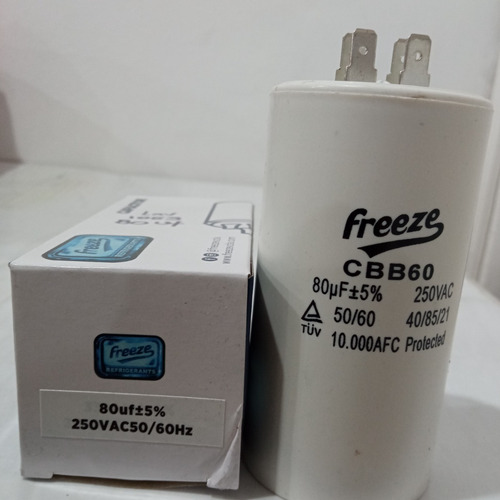 freeze
freeze
REFRIGERANTS
80uf±5%
250VAC50/60Hz
freeze
CBB60
80µF±5% 250VAC
50/60 40/85/21
TÜV 10.000AFC Protected